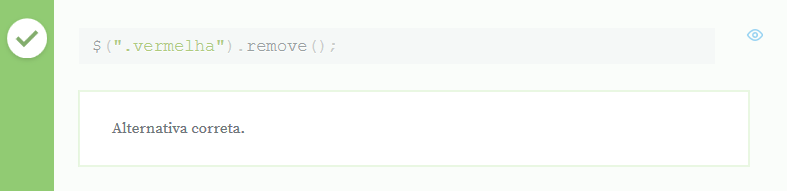 $(".vermelha").remove();
Alternativa correta.